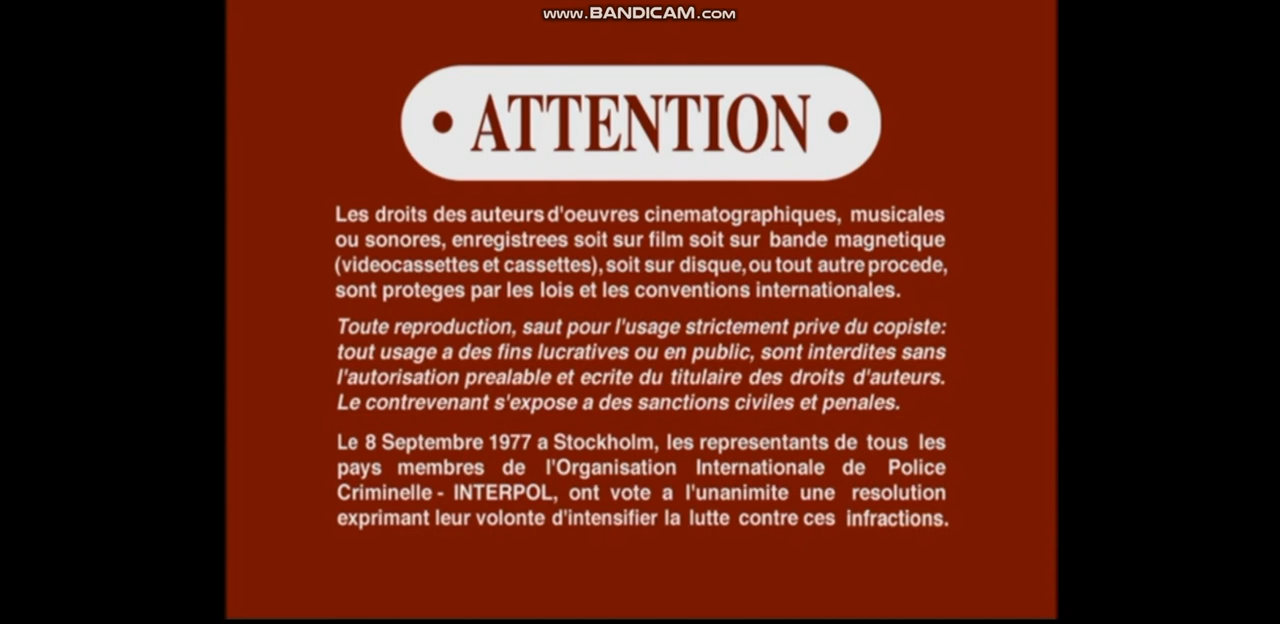 www.BANDICAM.com
• ATTENTION •
Les droits des auteurs d'oeuvres cinematographiques, musicales
ou sonores, enregistrees soit sur film soit sur bande magnetique
(videocassettes et cassettes), soit sur disque, ou tout autre procede,
sont proteges par les lois et les conventions internationales.
Toute reproduction, saut pour l'usage strictement prive du copiste:
tout usage a des fins lucratives ou en public, sont interdites sans
l'autorisation prealable et ecrite du titulaire des droits d'auteurs.
Le contrevenant s'expose a des sanctions civiles et penales.
Le 8 Septembre 1977 a Stockholm, les representants de tous les
pays membres de l'Organisation Internationale de Police
Criminelle - INTERPOL, ont vote a l'unanimite une resolution
exprimant leur volonte d'intensifier la lutte contre ces infractions.